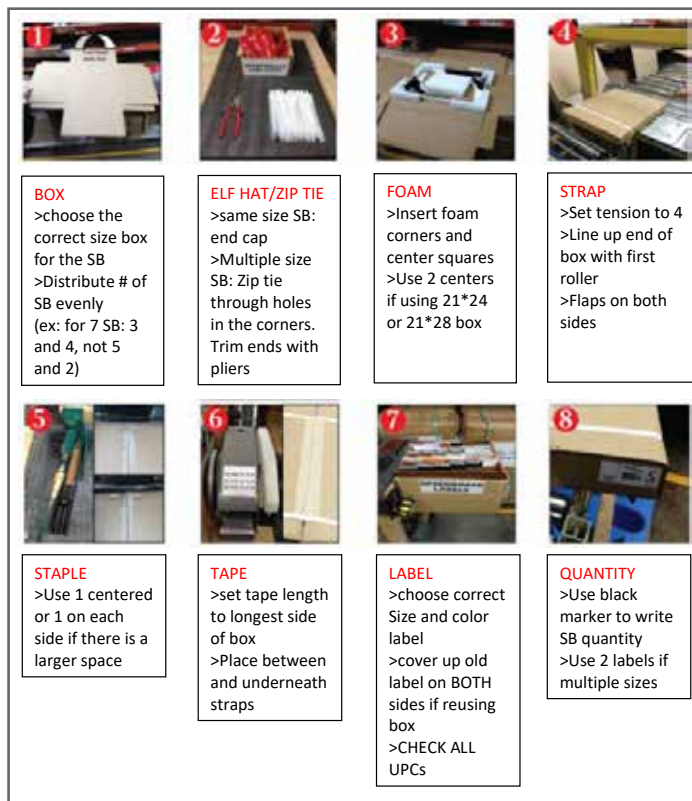 1
2
3
4
BOX
>choose the
correct size box
for the SB
>Distribute # of
SB evenly
(ex: for 7 SB: 3
and 4, not 5
and 2)
ELF HAT/ZIP TIE
>same size SB:
end cap
>Multiple size
SB: Zip tie
through holes
in the corners.
Trim ends with
pliers
FOAM
>Insert foam
corners and
center squares
>Use 2 centers
if using 21*24
or 21*28 box
STRAP
>Set tension to 4
>Line up end of
box with first
roller
>Flaps on both
sides
5
6
7
8
LABELS
STAPLE
>Use 1 centered
or 1 on each
side if there is a
larger space
TAPE
>set tape length
to longest side
of box
>Place between
and underneath
straps
LABEL
>choose correct
Size and color
label
>cover up old
label on BOTH
sides if reusing
box
>CHECK ALL
UPCs
QUANTITY
>Use black
marker to write
SB quantity
>Use 2 labels if
multiple sizes